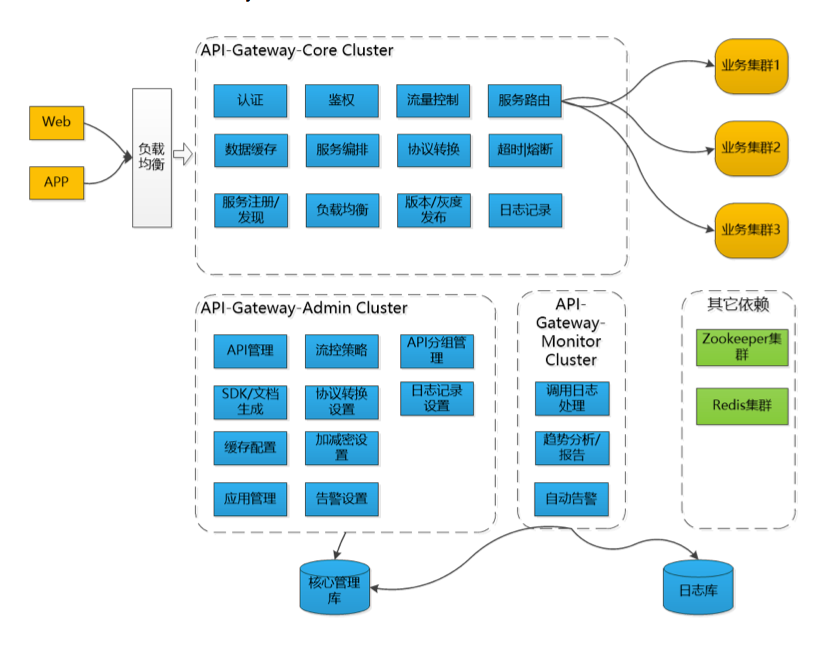 API-Gateway-Core Cluster
认证
鉴权
流量控制
服务路由
数据缓存
服务编排
协议转换
超时|熔断
服务注册/
发现
负载均衡
版本/灰度
发布
日志记录
Web
APP
负载
均衡
业务集群1
业务集群2
业务集群3
API-Gateway-Admin Cluster
API管理
流控策略
API分组管
理
SDK/文档
生成
协议转换
设置
日志记录
设置
缓存配置
加减密设
置
应用管理
告警设置
API-
Gateway-
Monitor
Cluster
调用日志
处理
趋势分析/
报告
自动告警
其它依赖
Zookeeper集
群
Redis集群
核心管理
库
日志库